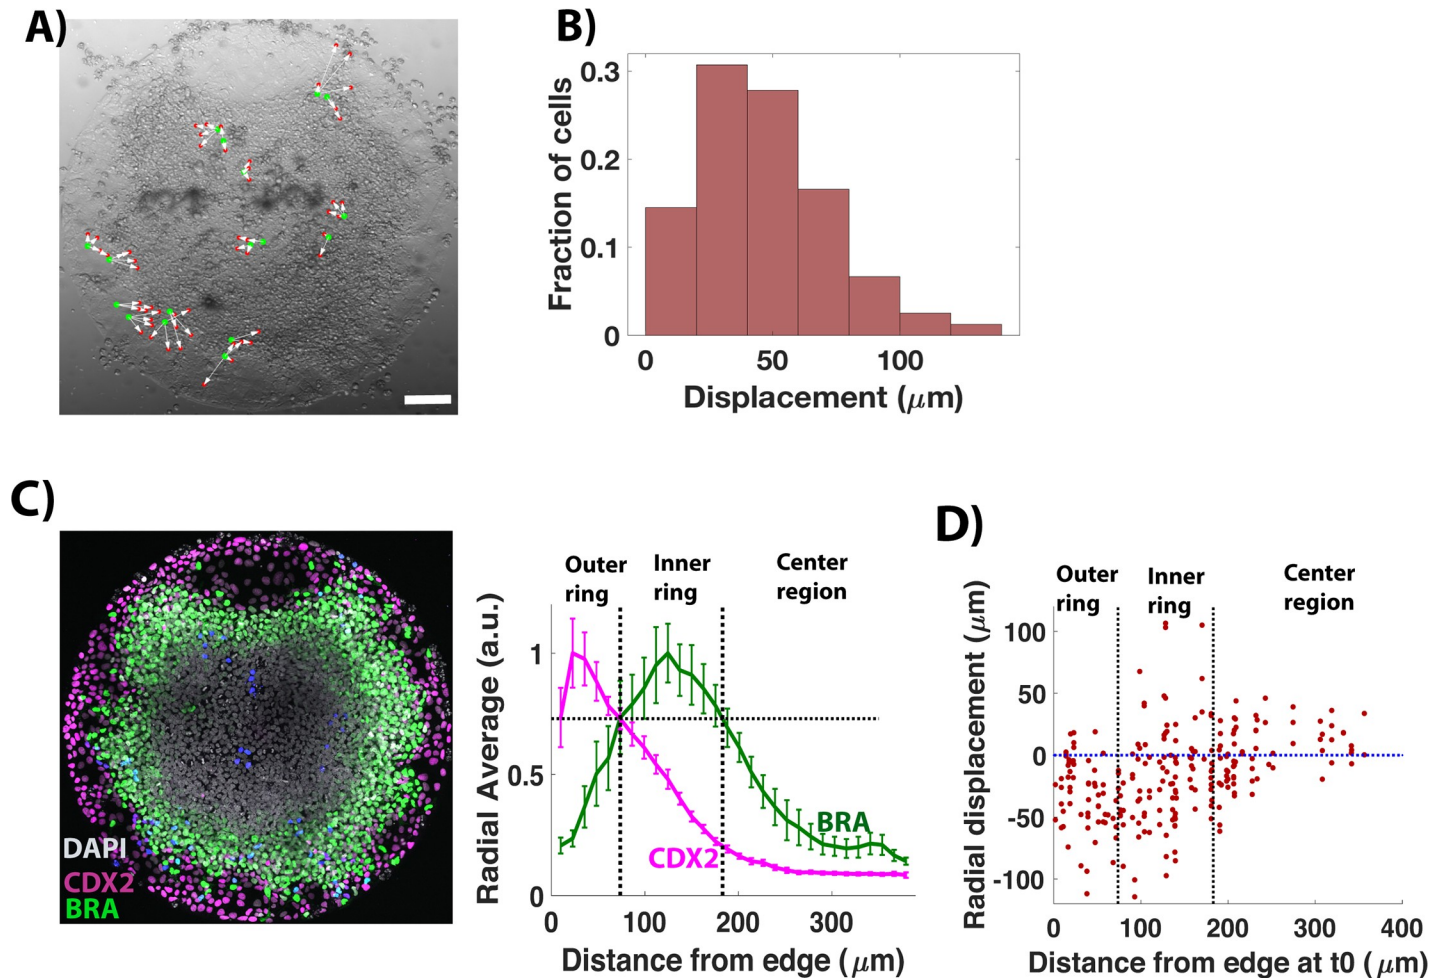 A)
B)
Fraction of cells
0.3
0.2
0.1
0
0
50
100
Displacement (μm)
C)
DAPI
CDX2
BRA
Outer
ring
Inner
ring
Center
region
Radial Average (a.u.)
1
0.5
0
BRA
CDX2
0
100
200
300
Distance from edge (μm)
D)
Outer
ring
Inner
ring
Center
region
Radial displacement (μm)
100
50
0
-50
-100
0
100
200
300
400
Distance from edge at t0 (μm)